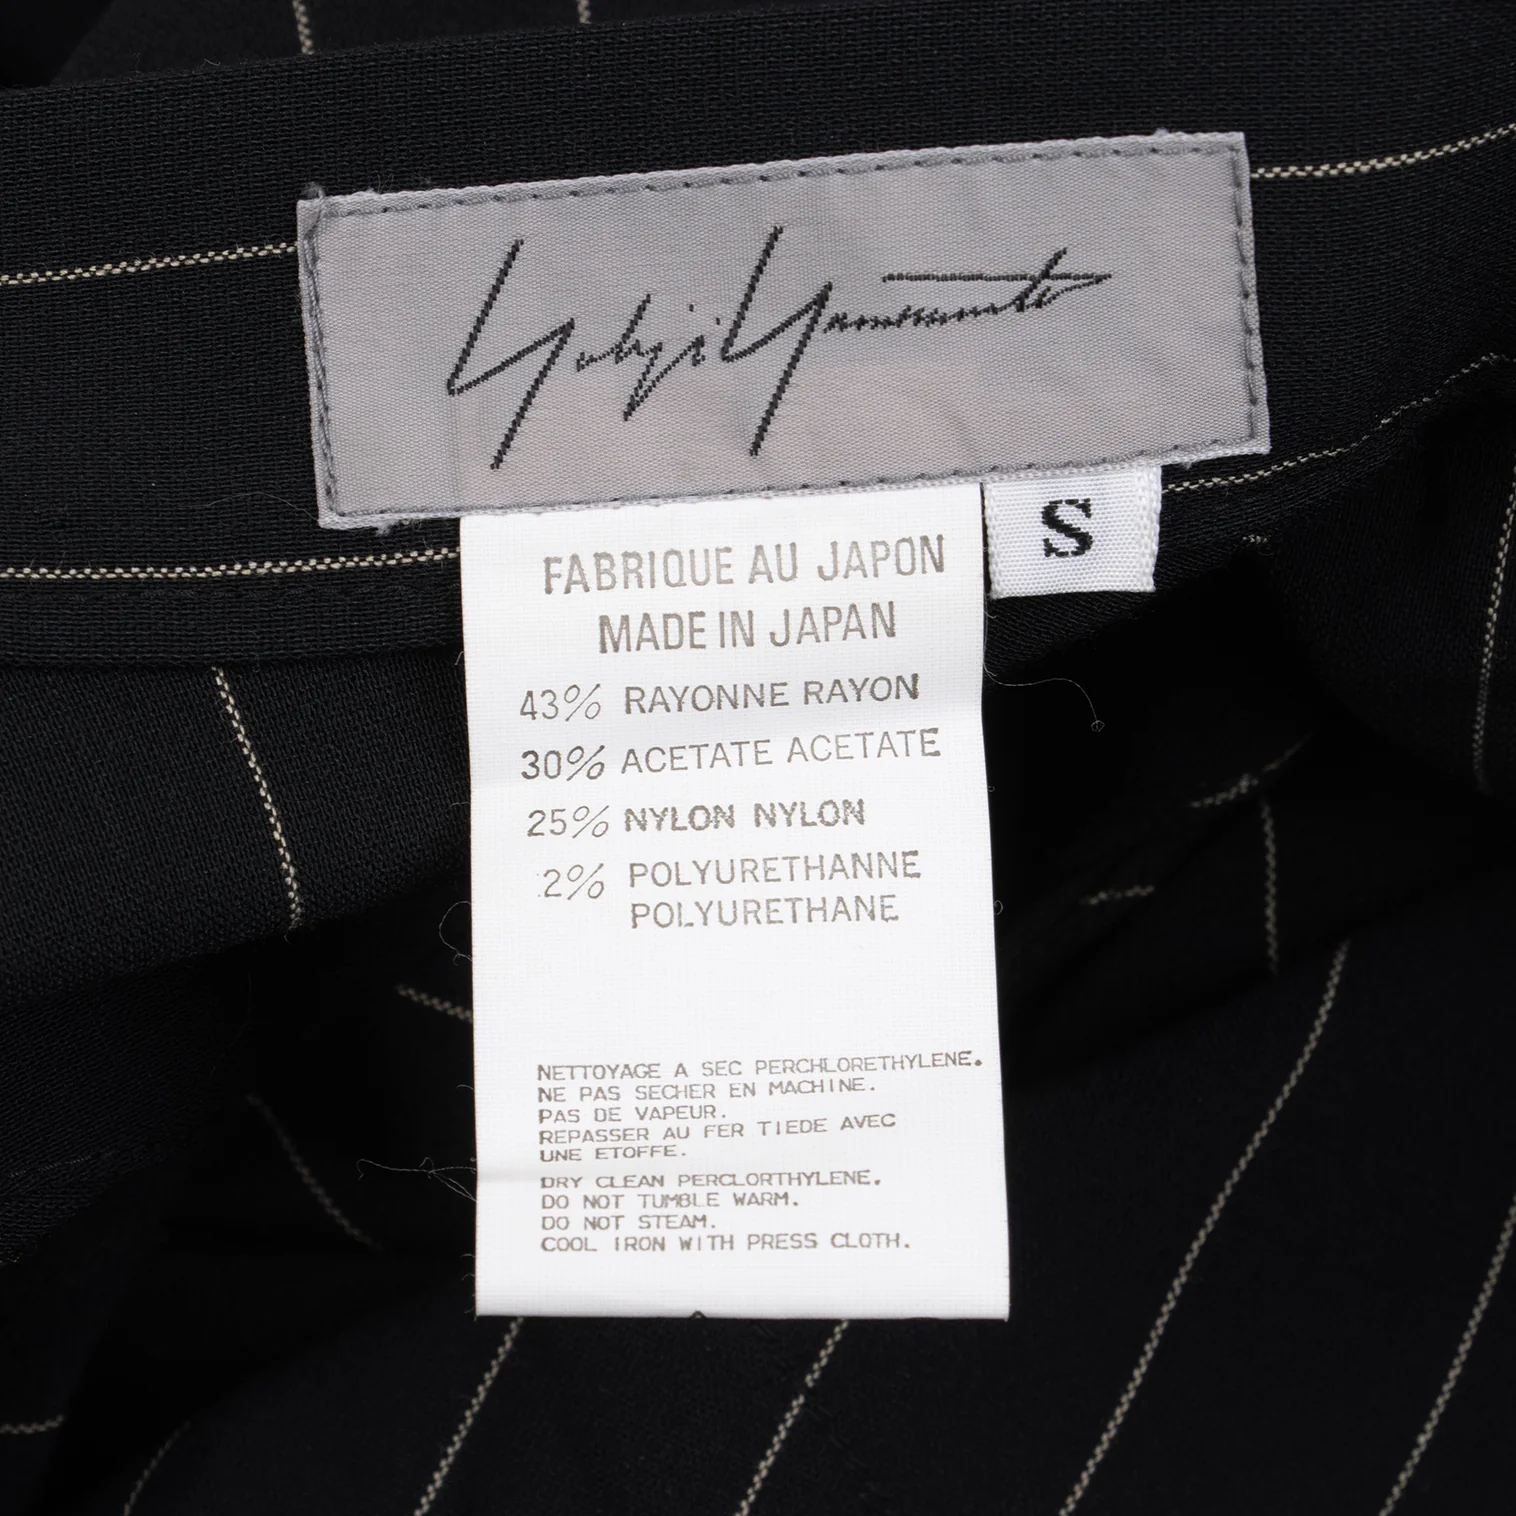 Yohji Yamamoto
S
FABRIQUE AU JAPON
MADE IN JAPAN
43% RAYONNE RAYON
30% ACETATE ACETATE
25% NYLON NYLON
2% POLYURETHANNE
POLYURETHANE
NETTOYAGE A SEC PERCHLORETHYLENE.
NE PAS SECHER EN MACHINE.
PAS DE VAPEUR.
REPASSER AU FER TIEDE AVEC
UNE ETOFFE.
DRY CLEAN PERCLORTHYLENE.
DO NOT TUMBLE WARM.
DO NOT STEAM.
COOL IRON WITH PRESS CLOTH.